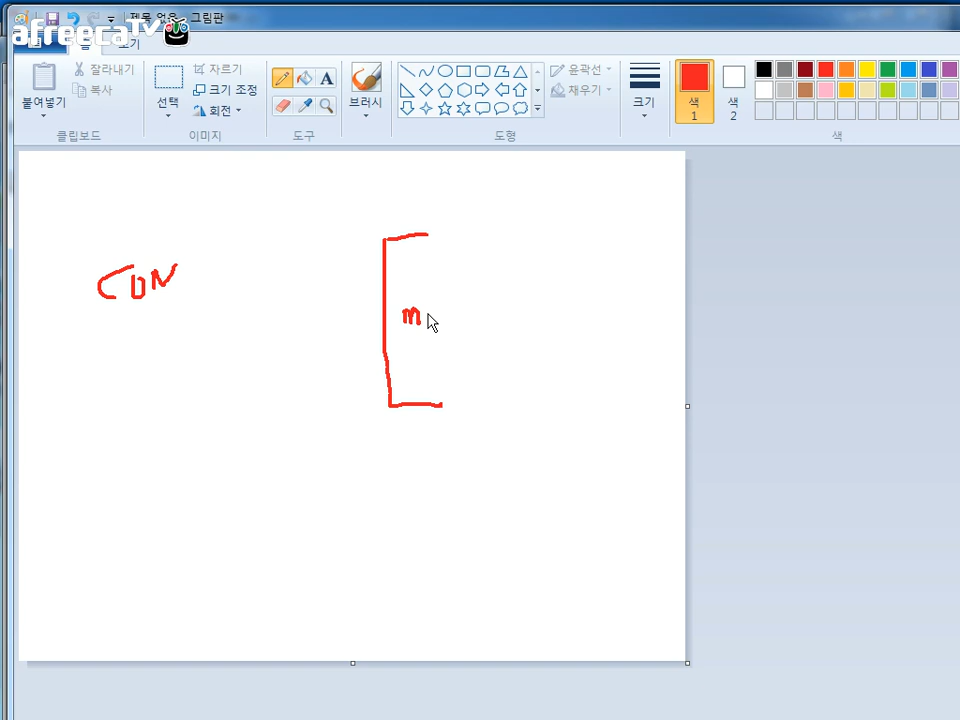 제목 없음 - 그림판
afreecaTV
보기
붙여넣기
잘라내기
복사
클립보드
선택
자르기
크기 조정
회전
이미지
A
도구
브러시
윤곽선
채우기
도형
크기
색
1
색
2
색
CON
m